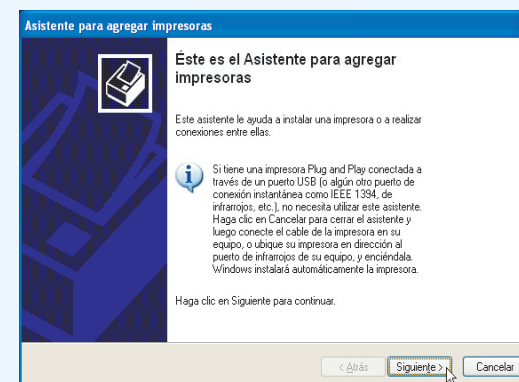 Asistente para agregar impresoras
Éste es el Asistente para agregar
impresoras
Este asistente le ayuda a instalar una impresora o a realizar
conexiones entre ellas.
Si tiene una impresora Plug and Play conectada a
través de un puerto USB (o algún otro puerto de
conexión instantánea como IEEE 1394, de
infrarrojos, etc.), no necesita utilizar este asistente.
Haga clic en Cancelar para cerrar el asistente y
luego conecte el cable de la impresora en su
equipo, o ubique su impresora en dirección al
puerto de infrarrojos de su equipo, y enciéndala.
Windows instalará automáticamente la impresora.
Haga clic en Siguiente para continuar.
< Atrás Siguiente > Cancelar